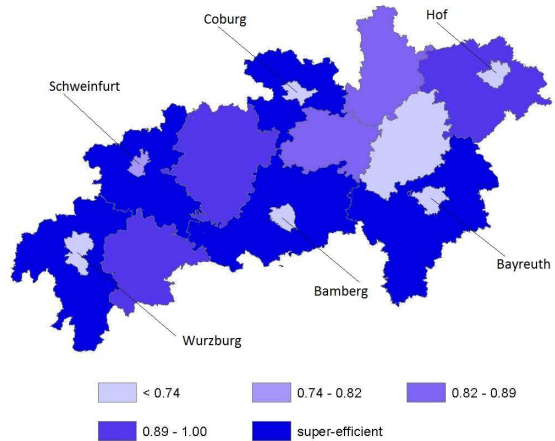 Hof
Coburg
Schweinfurt
Bayreuth
Bamberg
Wurzburg
< 0.74
0.74 - 0.82
0.82 - 0.89
0.89 - 1.00
super-efficient